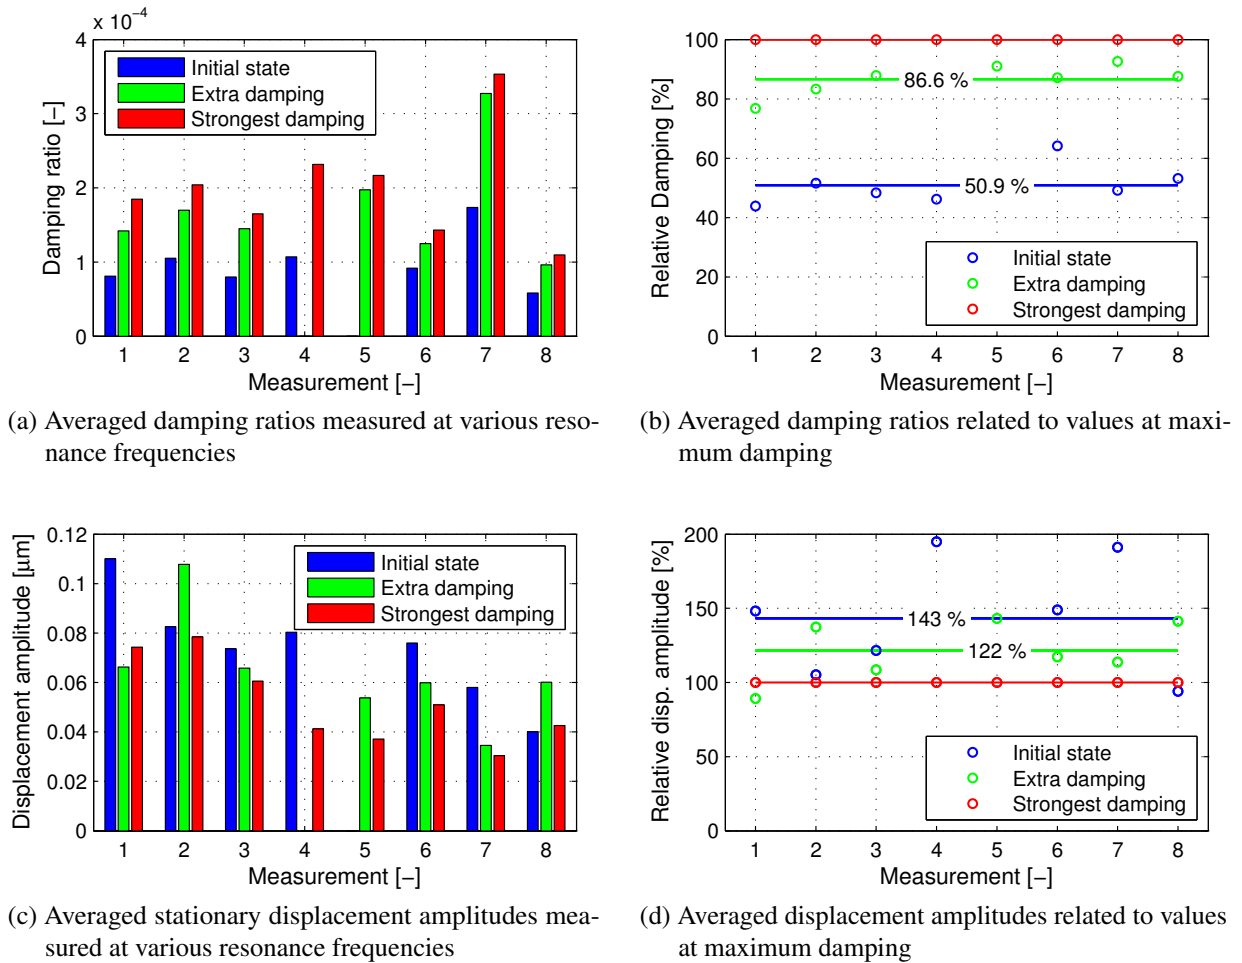 x 10⁻⁴
4
3
2
1
0
Damping ratio [–]
Initial state
Extra damping
Strongest damping
1 2 3 4 5 6 7 8
Measurement [–]
(a) Averaged damping ratios measured at various reso-
nance frequencies
100
80
60
40
20
0
Relative Damping [%]
86.6 %
50.9 %
Initial state
Extra damping
Strongest damping
1 2 3 4 5 6 7 8
Measurement [–]
(b) Averaged damping ratios related to values at maxi-
mum damping
0.12
0.1
0.08
0.06
0.04
0.02
0
Displacement amplitude [µm]
Initial state
Extra damping
Strongest damping
1 2 3 4 5 6 7 8
Measurement [–]
(c) Averaged stationary displacement amplitudes mea-
sured at various resonance frequencies
200
150
100
50
0
Relative disp. amplitude [%]
143 %
122 %
Initial state
Extra damping
Strongest damping
1 2 3 4 5 6 7 8
Measurement [–]
(d) Averaged displacement amplitudes related to values
at maximum damping